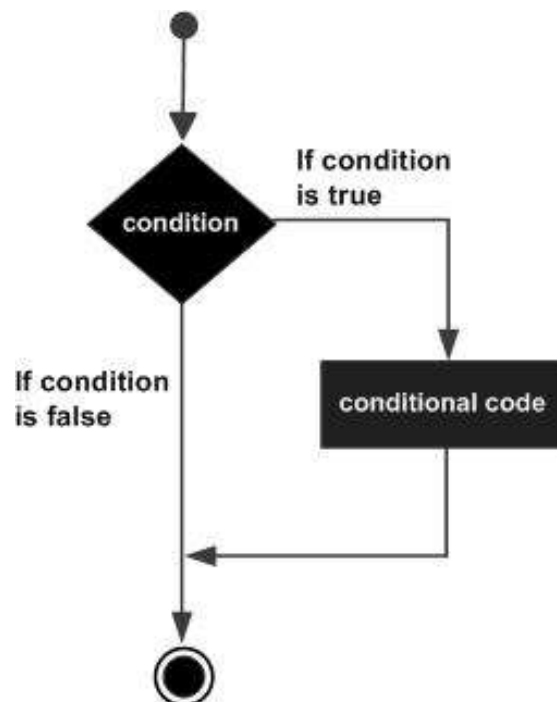 If condition
is true
condition
If condition
is false
conditional code